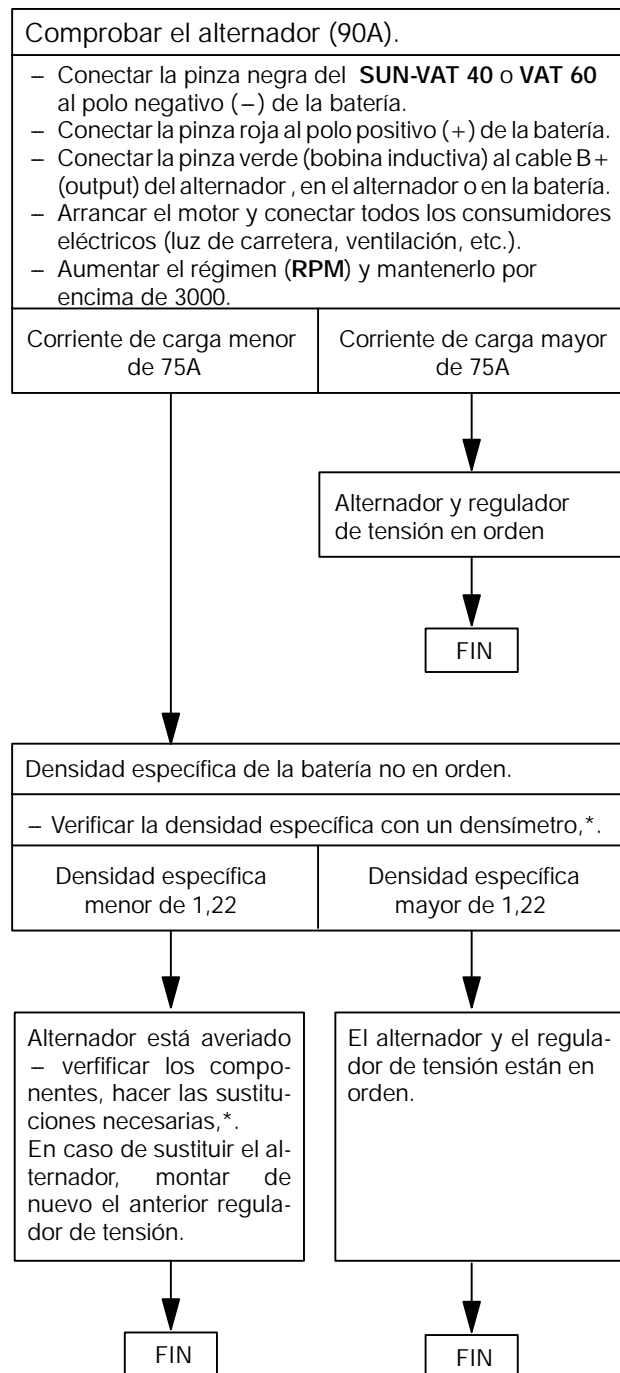 Comprobar el alternador (90A).
– Conectar la pinza negra del SUN-VAT 40 o VAT 60
al polo negativo (–) de la batería.
– Conectar la pinza roja al polo positivo (+) de la batería.
– Conectar la pinza verde (bobina inductiva) al cable B+
(output) del alternador , en el alternador o en la batería.
– Arrancar el motor y conectar todos los consumidores
eléctricos (luz de carretera, ventilación, etc.).
– Aumentar el régimen (RPM) y mantenerlo por
encima de 3000.
Corriente de carga menor
de 75A
Corriente de carga mayor
de 75A
Alternador y regulador
de tensión en orden
FIN
Densidad específica de la batería no en orden.
– Verificar la densidad específica con un densímetro,*.
Densidad específica
menor de 1,22
Densidad específica
mayor de 1,22
Alternador está averiado
– verfificar los compo-
nentes, hacer las sustitu-
ciones necesarias,*.
En caso de sustituir el al-
ternador, montar de
nuevo el anterior regula-
dor de tensión.
El alternador y el regula-
dor de tensión están en
orden.
FIN
FIN